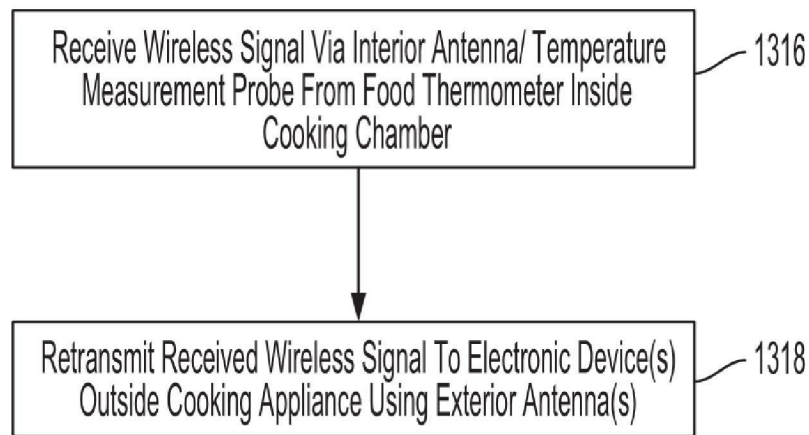 Receive Wireless Signal Via Interior Antenna/ Temperature
Measurement Probe From Food Thermometer Inside
Cooking Chamber
1316
Retransmit Received Wireless Signal To Electronic Device(s)
Outside Cooking Appliance Using Exterior Antenna(s)
1318